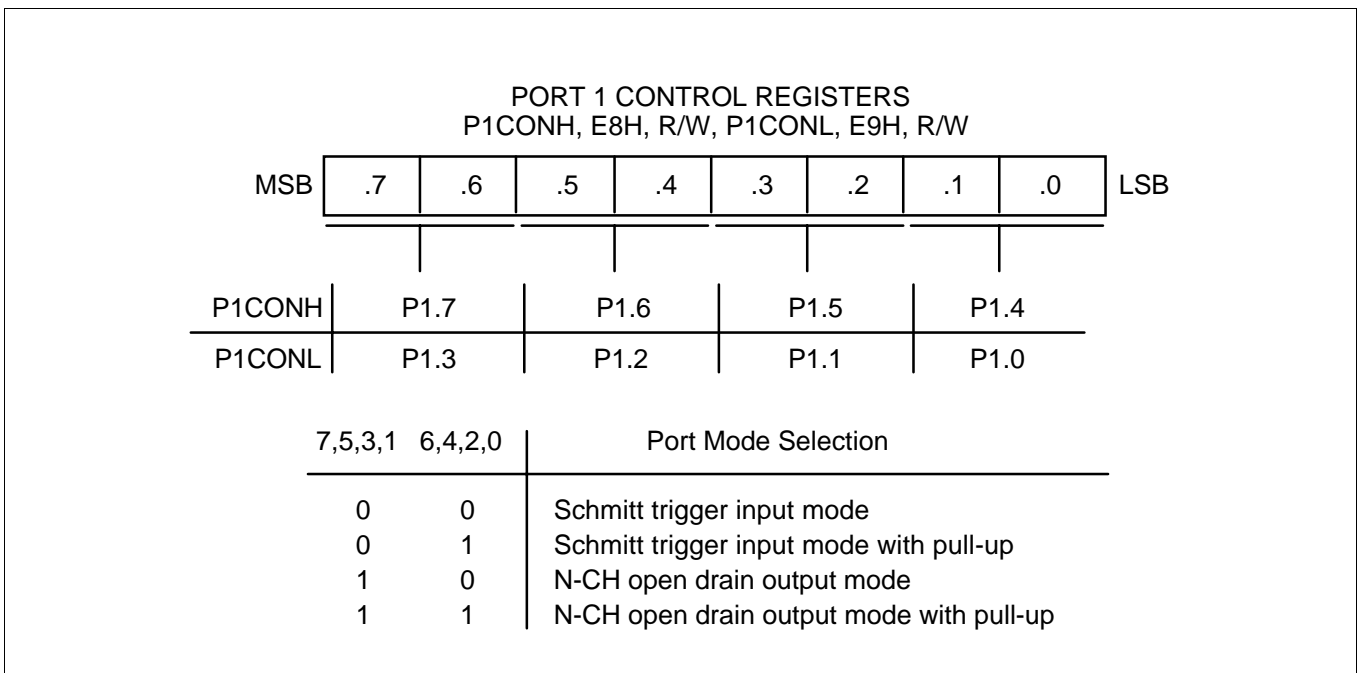 PORT 1 CONTROL REGISTERS
P1CONH, E8H, R/W, P1CONL, E9H, R/W
MSB .7 .6 .5 .4 .3 .2 .1 .0 LSB
P1CONH P1.7 P1.6 P1.5 P1.4
P1CONL P1.3 P1.2 P1.1 P1.0
7,5,3,1 6,4,2,0 Port Mode Selection
0 0 Schmitt trigger input mode
0 1 Schmitt trigger input mode with pull-up
1 0 N-CH open drain output mode
1 1 N-CH open drain output mode with pull-up